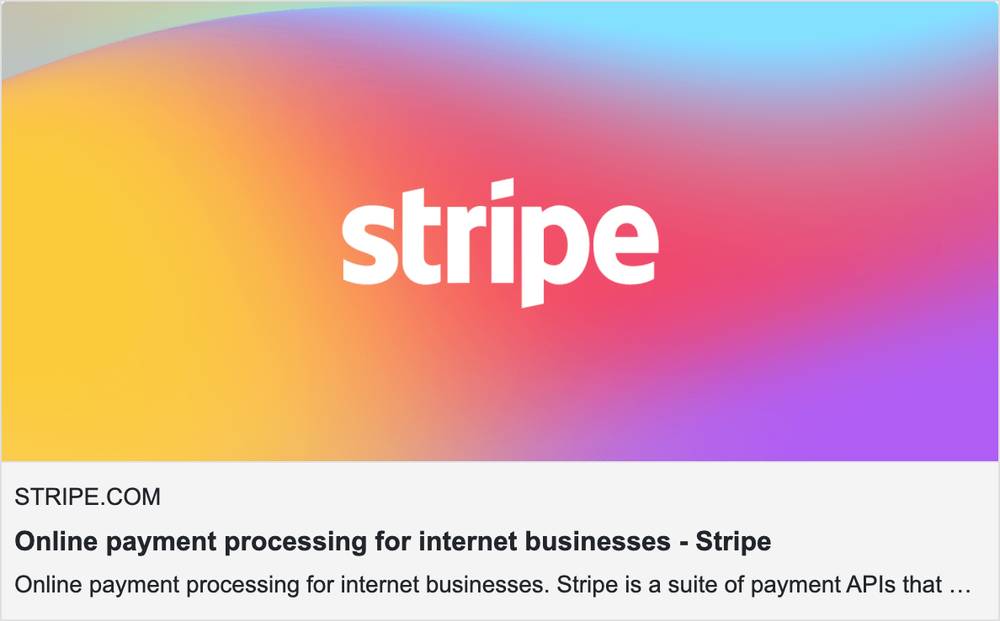 stripe
STRIPE.COM
Online payment processing for internet businesses - Stripe
Online payment processing for internet businesses. Stripe is a suite of payment APIs that …